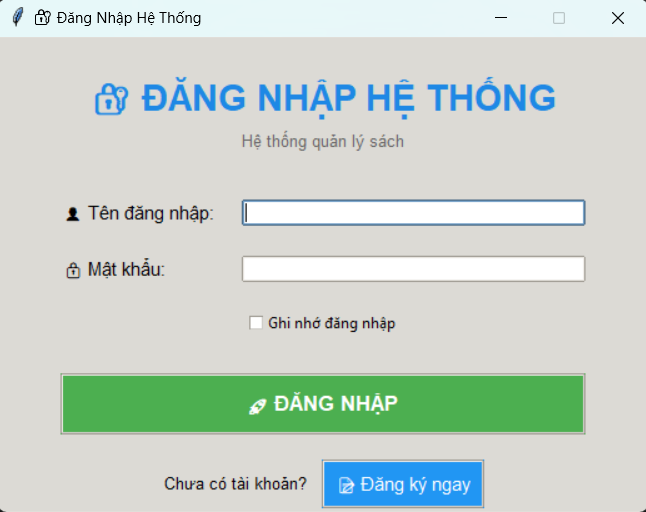 Đăng Nhập Hệ Thống
ĐĂNG NHẬP HỆ THỐNG
Hệ thống quản lý sách
Tên đăng nhập:
Mật khẩu:
Ghi nhớ đăng nhập
ĐĂNG NHẬP
Chưa có tài khoản? Đăng ký ngay